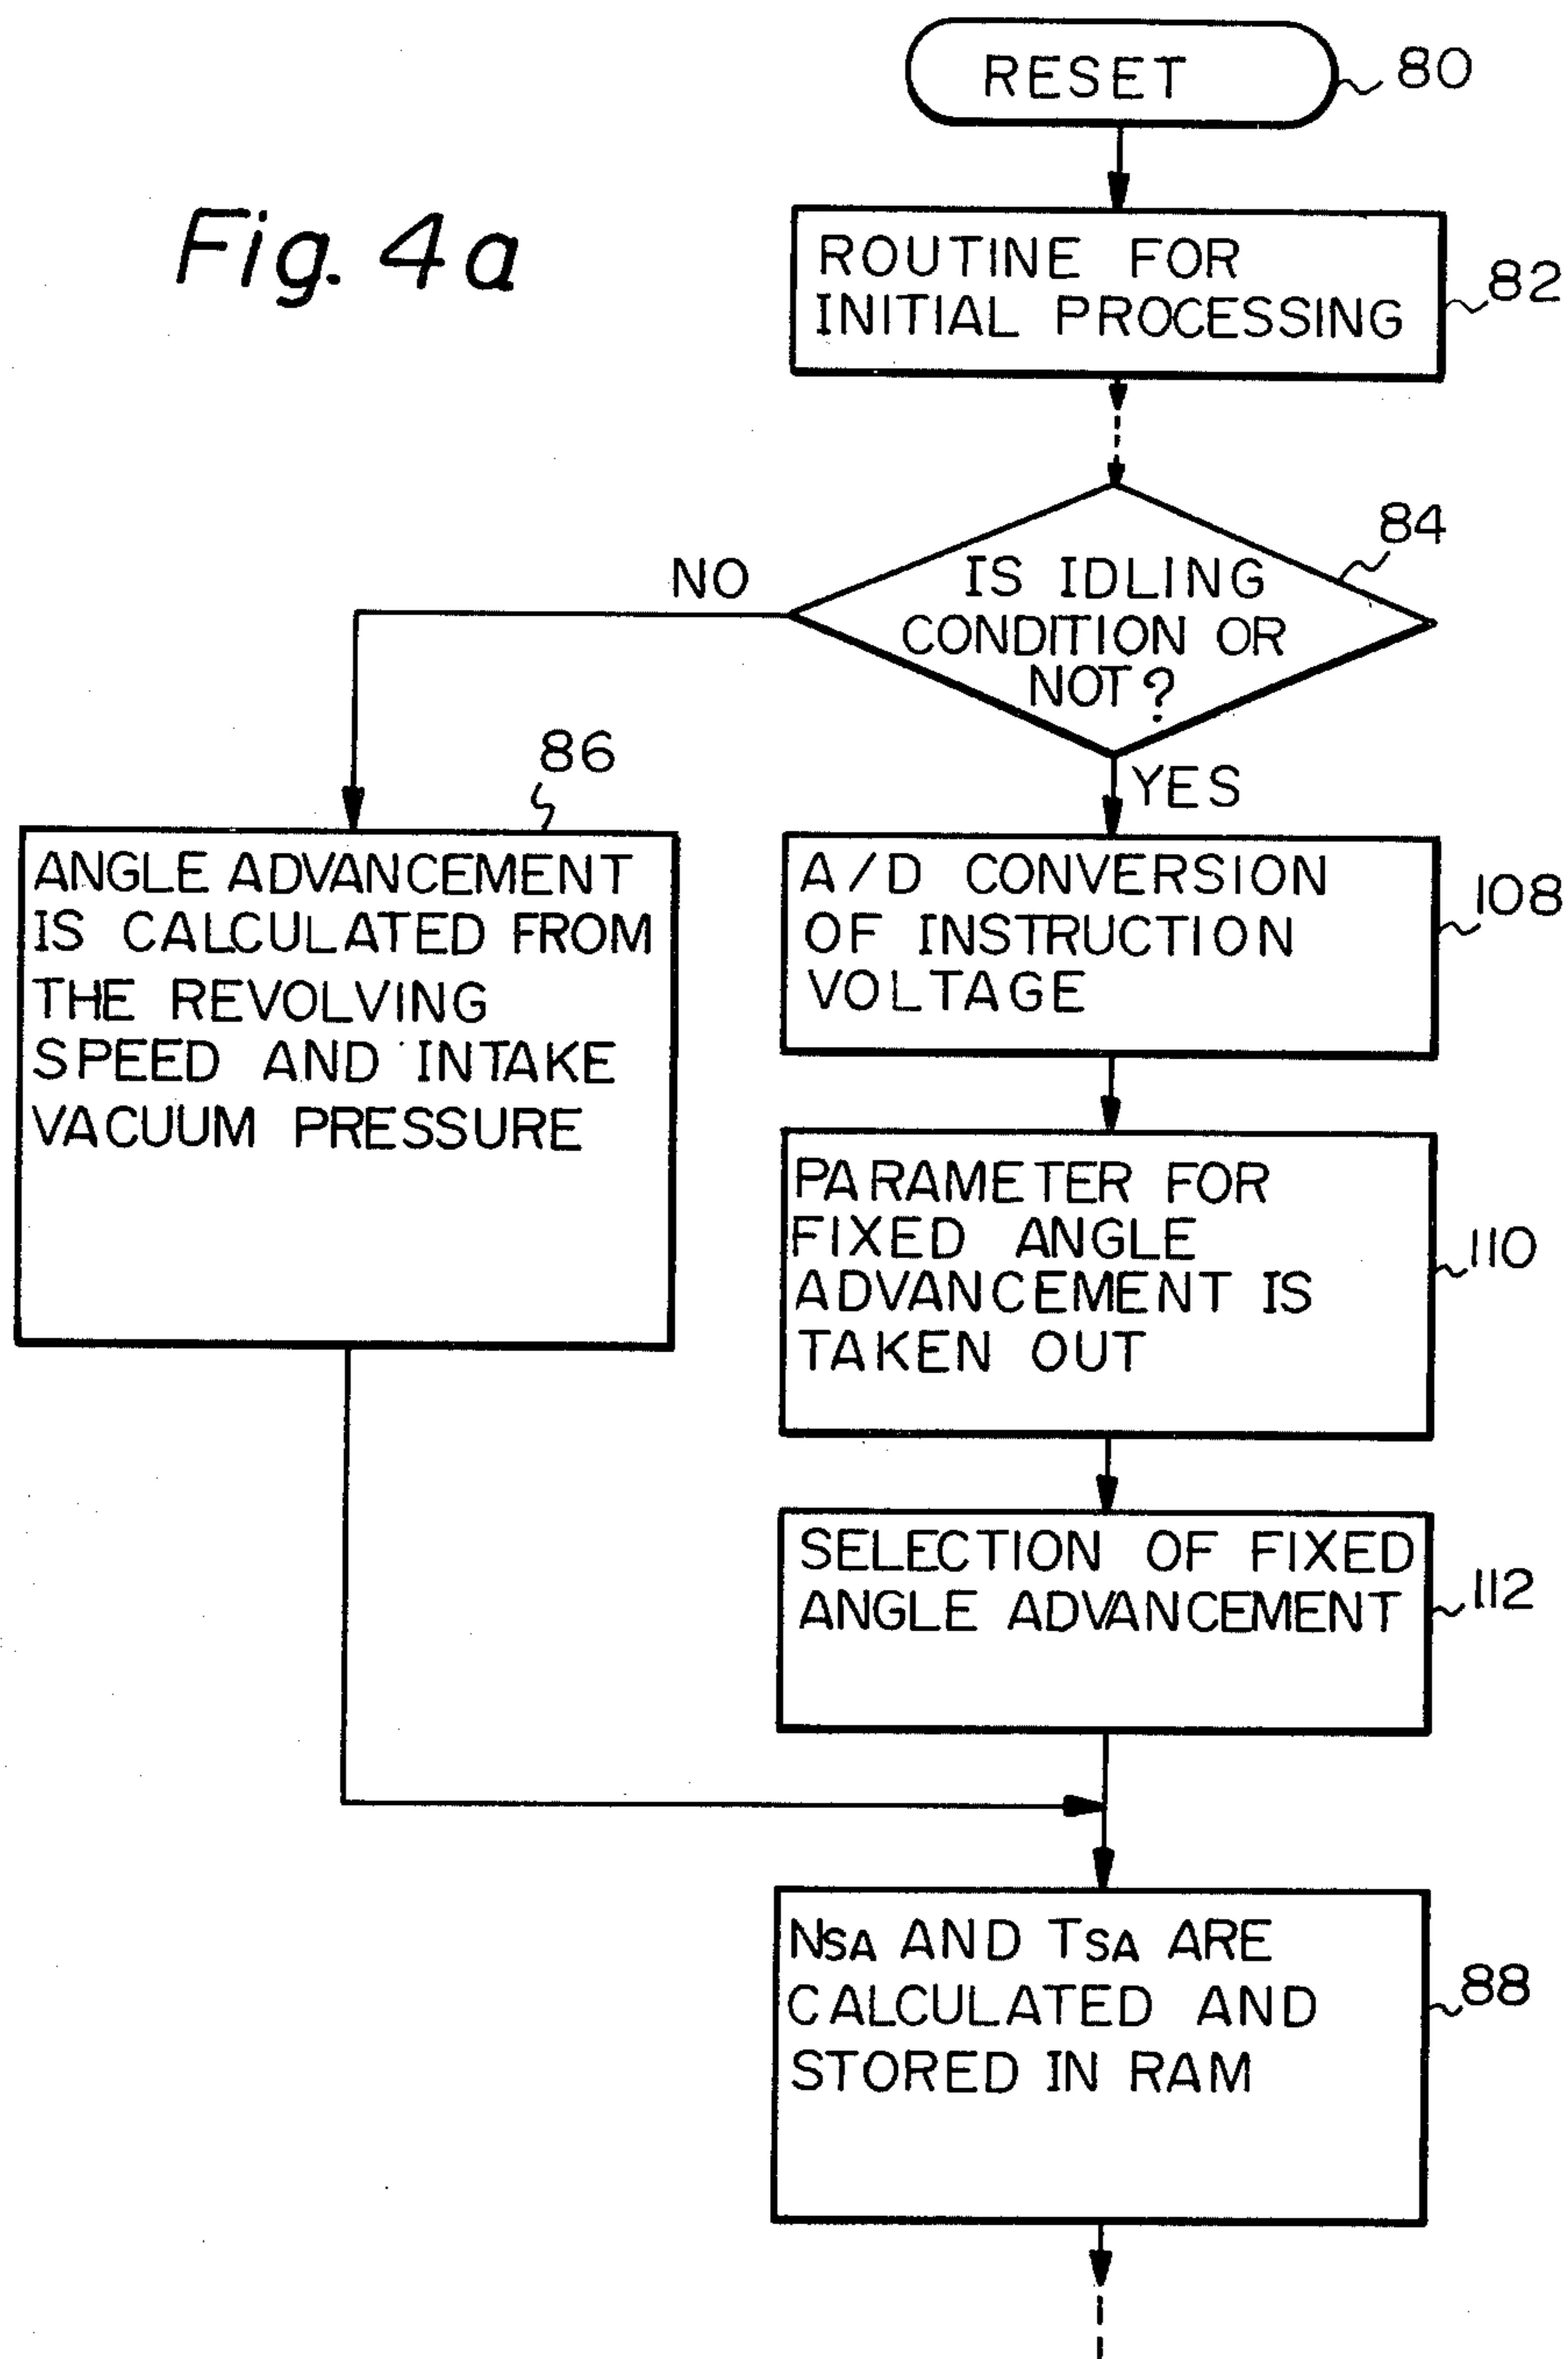 RESET
80
Fig. 4a
ROUTINE FOR
INITIAL PROCESSING
82
84
NO
IS IDLING
CONDITION OR
NOT?
YES
86
ANGLE ADVANCEMENT
IS CALCULATED FROM
THE REVOLVING
SPEED AND INTAKE
VACUUM PRESSURE
A/D CONVERSION
OF INSTRUCTION
VOLTAGE
108
PARAMETER FOR
FIXED ANGLE
ADVANCEMENT IS
TAKEN OUT
110
SELECTION OF FIXED
ANGLE ADVANCEMENT
112
NSA AND TSA ARE
CALCULATED AND
STORED IN RAM
88